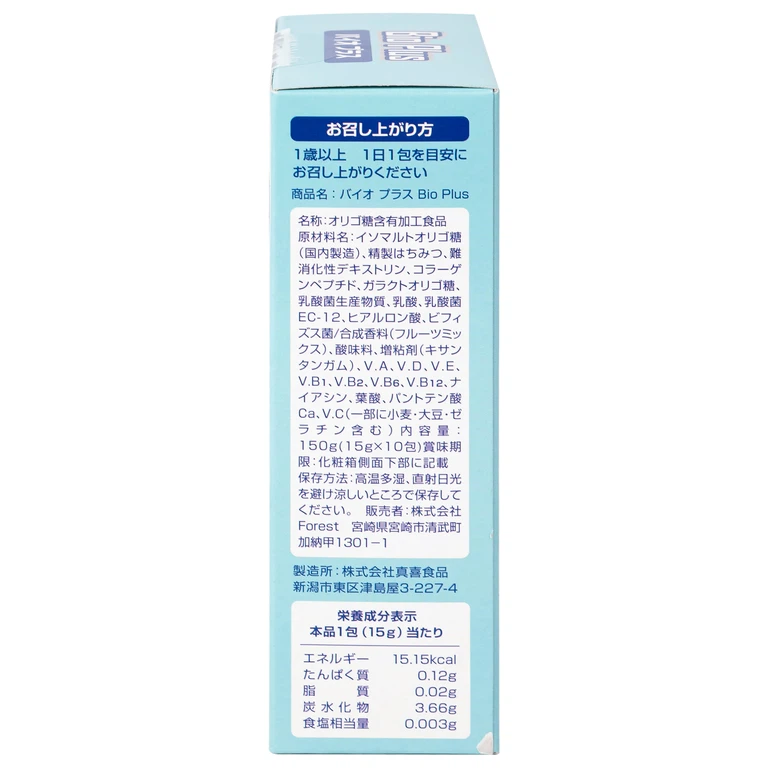 Bio Plus
バイオ プラス
お召し上がり方
1歳以上 1日1包を目安に
お召し上がりください
商品名：バイオ プラス Bio Plus
名称：オリゴ糖含有加工食品
原材料名：イソマルトオリゴ糖
（国内製造）、精製はちみつ、難
消化性デキストリン、コラーゲ
ンペプチド、ガラクトオリゴ糖、
乳酸菌生産物質、乳酸、乳酸菌
EC-12、ヒアルロン酸、ビフィ
ズス菌/合成香料（フルーツミッ
クス）、酸味料、増粘剤（キサン
タンガム）、V.A、V.D、V.E、
V.B1、V.B2、V.B6、V.B12、ナ
イアシン、葉酸、パントテン酸
Ca、V.C（一部に小麦・大豆・ゼ
ラチン含む）内容量：
150g（15g×10包）賞味期
限：化粧箱側面下部に記載
保存方法：高温多湿、直射日光
を避け涼しいところで保存して
ください。 販売者：株式会社
Forest 宮崎県宮崎市清武町
加納甲1301−1
製造所：株式会社真喜食品
新潟市東区津島屋3-227-4
栄養成分表示
本品1包（15g）当たり
エネルギー 15.15kcal
たんぱく質 0.12g
脂質 0.02g
炭水化物 3.66g
食塩相当量 0.003g